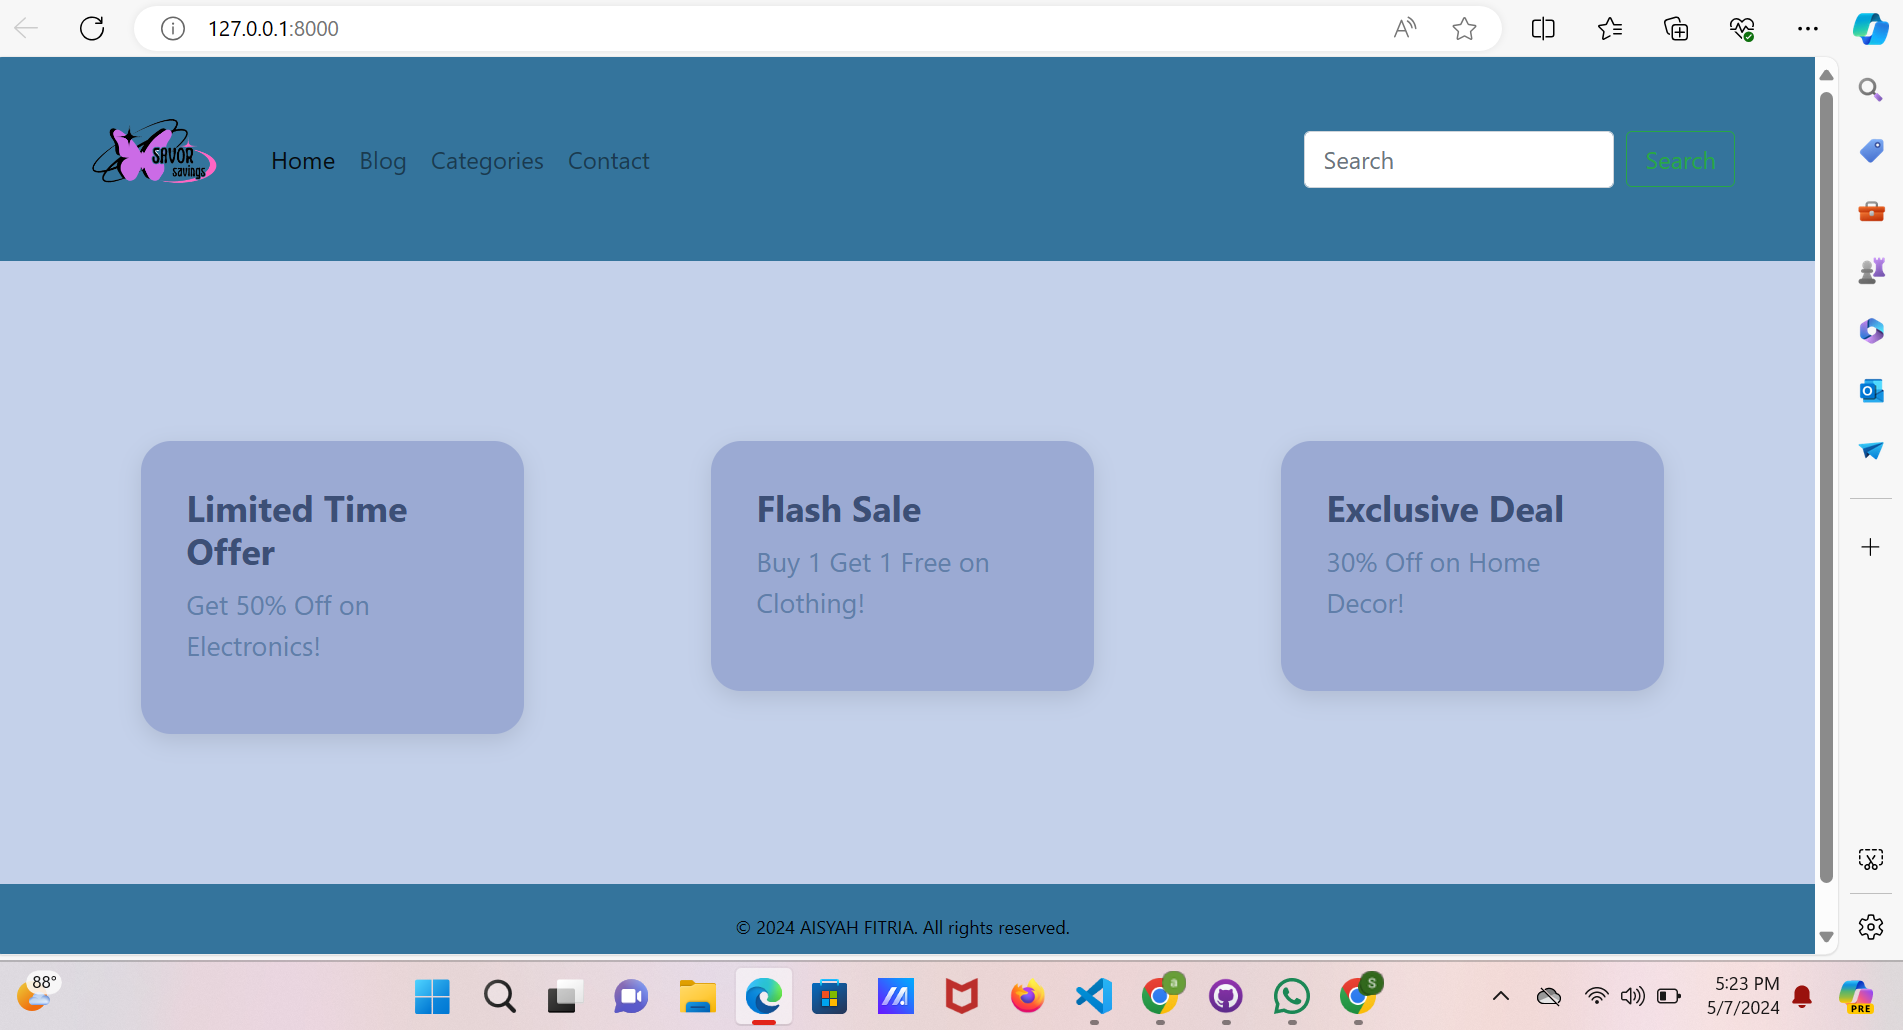 127.0.0.1:8000
SAVOR
savings
Home Blog Categories Contact
Search
Search
Limited Time
Offer
Get 50% Off on
Electronics!
Flash Sale
Buy 1 Get 1 Free on
Clothing!
Exclusive Deal
30% Off on Home
Decor!
© 2024 AISYAH FITRIA. All rights reserved.
88°
a
S
5:23 PM
5/7/2024
PRE